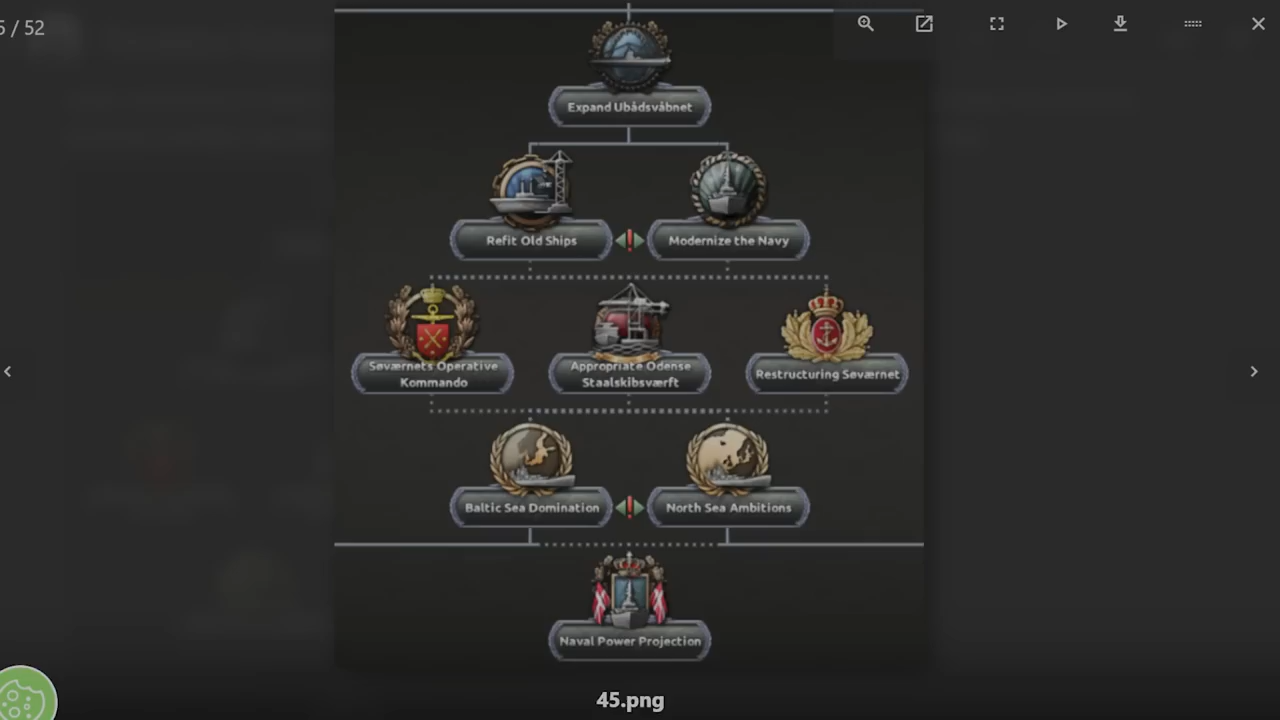 5 / 52
Expand Ubådsvåbnet
Refit Old Ships
Modernize the Navy
Søværnets Operative
Kommando
Appropriate Odense
Staalskibsværft
Restructuring Søværnet
Baltic Sea Domination
North Sea Ambitions
Naval Power Projection
45.png